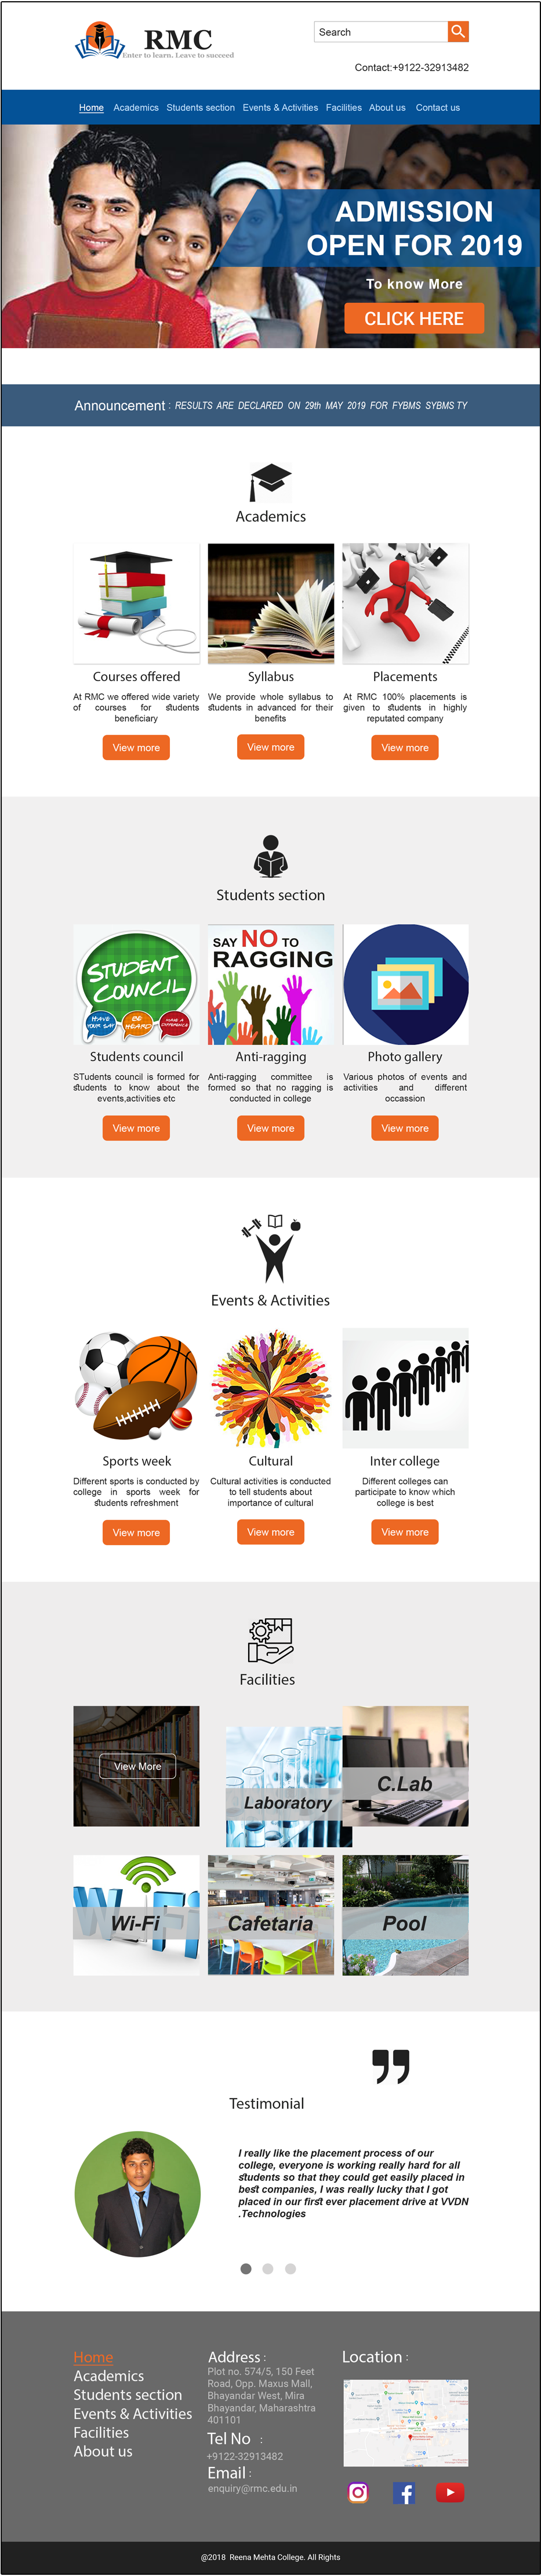 RMC
Enter to learn. Leave to succeed
Search
Contact:+9122-32913482
Home Academics Students section Events & Activities Facilities About us Contact us
ADMISSION
OPEN FOR 2019
To know More
CLICK HERE
Announcement : RESULTS ARE DECLARED ON 29th MAY 2019 FOR FYBMS SYBMS TY
Academics
Courses offered
At RMC we offered wide variety
of courses for students
beneficiary
View more
Syllabus
We provide whole syllabus to
students in advanced for their
benefits
View more
Placements
At RMC 100% placements is
given to students in highly
reputated company
View more
Students section
STUDENT
COUNCIL
HAVE
YOUR SAY
BE
HEARD
MAKE A
DIFFERENCE
Students council
STudents council is formed for
students to know about the
events,activities etc
View more
SAY NO TO
RAGGING
Anti-ragging
Anti-ragging committee is
formed so that no ragging is
conducted in college
View more
Photo gallery
Various photos of events and
activities and different
occassion
View more
Events & Activities
Sports week
Different sports is conducted by
college in sports week for
students refreshment
View more
Cultural
Cultural activities is conducted
to tell students about
importance of cultural
View more
Inter college
Different colleges can
participate to know which
college is best
View more
Facilities
View More
Laboratory
C.Lab
Wi-Fi
Cafetaria
Pool
Testimonial
I really like the placement process of our
college, everyone is working really hard for all
students so that they could get easily placed in
best companies, I was really lucky that I got
placed in our first ever placement drive at VVDN
.Technologies
Home
Academics
Students section
Events & Activities
Facilities
About us
Address :
Plot no. 574/5, 150 Feet
Road, Opp. Maxus Mall,
Bhayandar West, Mira
Bhayandar, Maharashtra
401101
Tel No :
+9122-32913482
Email :
enquiry@rmc.edu.in
Location :
@2018 Reena Mehta College. All Rights